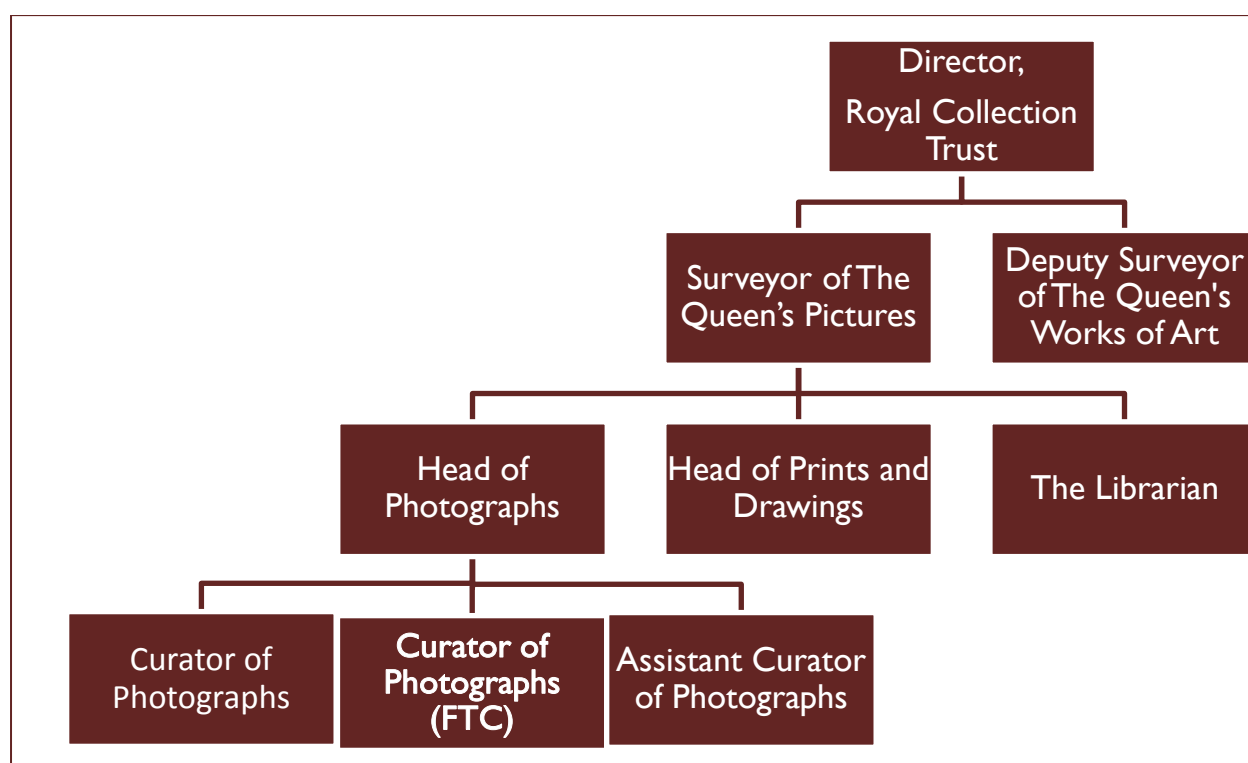 Director,
Royal Collection
Trust
Surveyor of The
Queen’s Pictures
Deputy Surveyor
of The Queen's
Works of Art
Head of
Photographs
Head of Prints and
Drawings
The Librarian
Curator of
Photographs
Curator of
Photographs
(FTC)
Assistant Curator
of Photographs